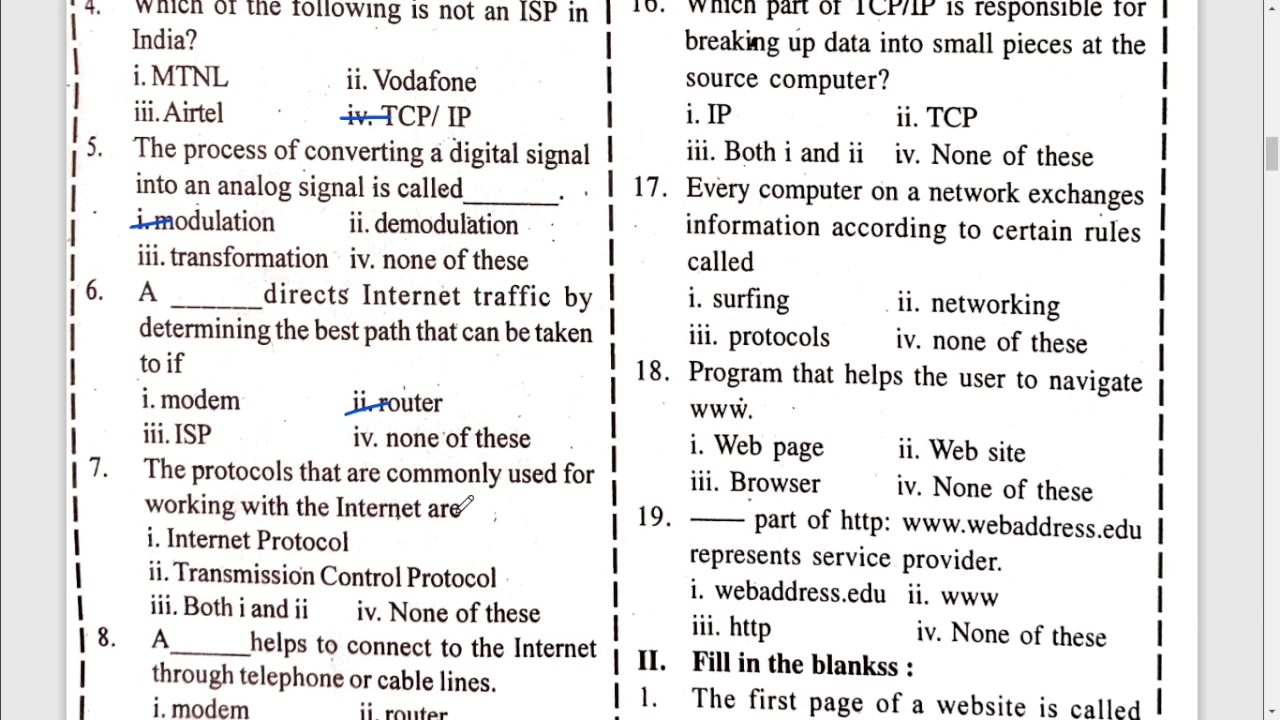 4. Which of the following is not an ISP in
India?
i. MTNL ii. Vodafone
iii. Airtel iv. TCP/ IP
5. The process of converting a digital signal
into an analog signal is called_______.
i. modulation ii. demodulation
iii. transformation iv. none of these
6. A ______directs Internet traffic by
determining the best path that can be taken
to if
i. modem ii. router
iii. ISP iv. none of these
7. The protocols that are commonly used for
working with the Internet are
i. Internet Protocol
ii. Transmission Control Protocol
iii. Both i and ii iv. None of these
8. A______helps to connect to the Internet
through telephone or cable lines.
i. modem ii. router
16. Which part of TCP/IP is responsible for
breaking up data into small pieces at the
source computer?
i. IP ii. TCP
iii. Both i and ii iv. None of these
17. Every computer on a network exchanges
information according to certain rules
called
i. surfing ii. networking
iii. protocols iv. none of these
18. Program that helps the user to navigate
www.
i. Web page ii. Web site
iii. Browser iv. None of these
19. —— part of http: www.webaddress.edu
represents service provider.
i. webaddress.edu ii. www
iii. http iv. None of these
II. Fill in the blankss :
1. The first page of a website is called